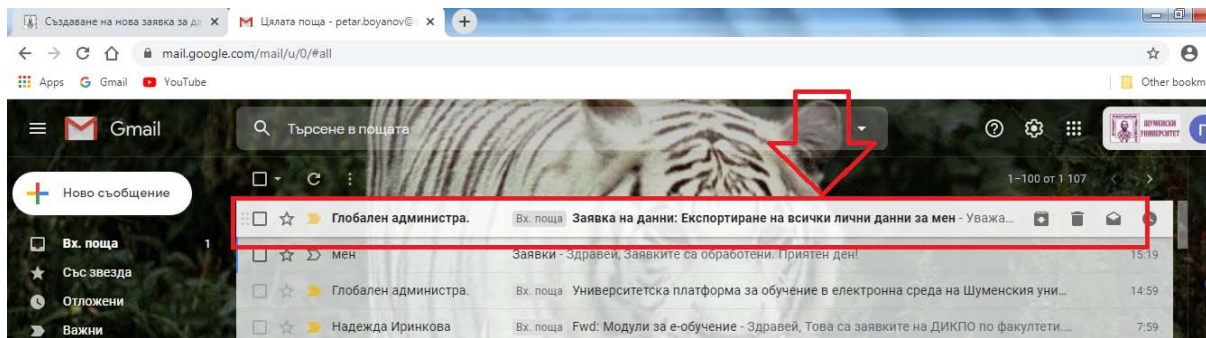 Създаване на нова заявка за да
Цялата поща - petar.boyanov@
mail.google.com/mail/u/0/#all
Apps Gmail YouTube Other bookm
Gmail Търсене в пощата ШУМЕНСКИ УНИВЕРСИТЕТ
Ново съобщение 1–100 от 1 107
Глобален администра. Вх. поща Заявка на данни: Експортиране на всички лични данни за мен - Уважа...
Вх. поща 1
мен Заявки - Здравей, Заявките са обработени. Приятен ден! 15:19
Със звезда
Глобален администра. Вх. поща Университетска платформа за обучение в електронна среда на Шуменския уни... 14:59
Отложени
Надежда Иринкова Вх. поща Fwd: Модули за е-обучение - Здравей, Това са заявките на ДИКПО по факултети.... 7:59
Важни